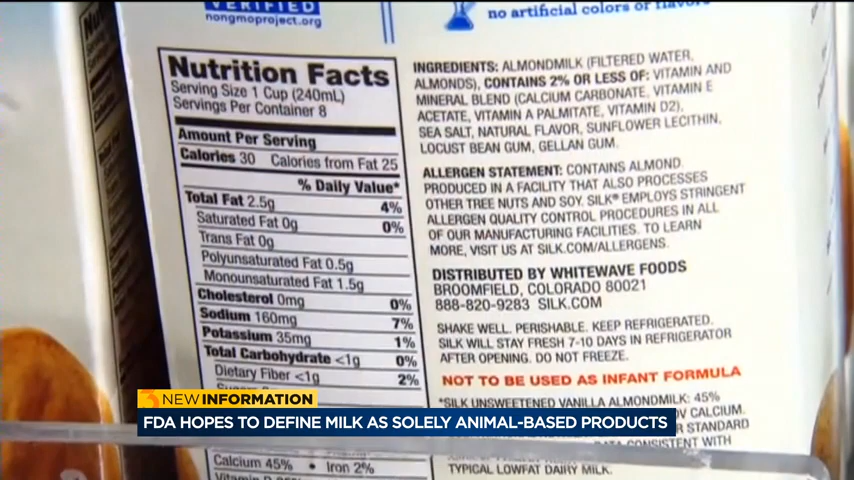 VERIFIED
nongmoproject.org
no artificial colors or flavors
Nutrition Facts
Serving Size 1 Cup (240mL)
Servings Per Container 8
Amount Per Serving
Calories 30 Calories from Fat 25
% Daily Value*
Total Fat 2.5g 4%
Saturated Fat 0g 0%
Trans Fat 0g
Polyunsaturated Fat 0.5g
Monounsaturated Fat 1.5g
Cholesterol 0mg 0%
Sodium 160mg 7%
Potassium 35mg 1%
Total Carbohydrate <1g 0%
Dietary Fiber <1g 2%
Calcium 45% • Iron 2%
INGREDIENTS: ALMONDMILK (FILTERED WATER,
ALMONDS), CONTAINS 2% OR LESS OF: VITAMIN AND
MINERAL BLEND (CALCIUM CARBONATE, VITAMIN E
ACETATE, VITAMIN A PALMITATE, VITAMIN D2),
SEA SALT, NATURAL FLAVOR, SUNFLOWER LECITHIN,
LOCUST BEAN GUM, GELLAN GUM.
ALLERGEN STATEMENT: CONTAINS ALMOND.
PRODUCED IN A FACILITY THAT ALSO PROCESSES
OTHER TREE NUTS AND SOY. SILK® EMPLOYS STRINGENT
ALLERGEN QUALITY CONTROL PROCEDURES IN ALL
OF OUR MANUFACTURING FACILITIES. TO LEARN
MORE, VISIT US AT SILK.COM/ALLERGENS.
DISTRIBUTED BY WHITEWAVE FOODS
BROOMFIELD, COLORADO 80021
888-820-9283 SILK.COM
SHAKE WELL. PERISHABLE. KEEP REFRIGERATED.
SILK WILL STAY FRESH 7-10 DAYS IN REFRIGERATOR
AFTER OPENING. DO NOT FREEZE.
NOT TO BE USED AS INFANT FORMULA
*SILK UNSWEETENED VANILLA ALMONDMILK: 45%
CALCIUM.
STANDARD
CONSISTENT WITH
TYPICAL LOWFAT DAIRY MILK.
3 NEW INFORMATION
FDA HOPES TO DEFINE MILK AS SOLELY ANIMAL-BASED PRODUCTS